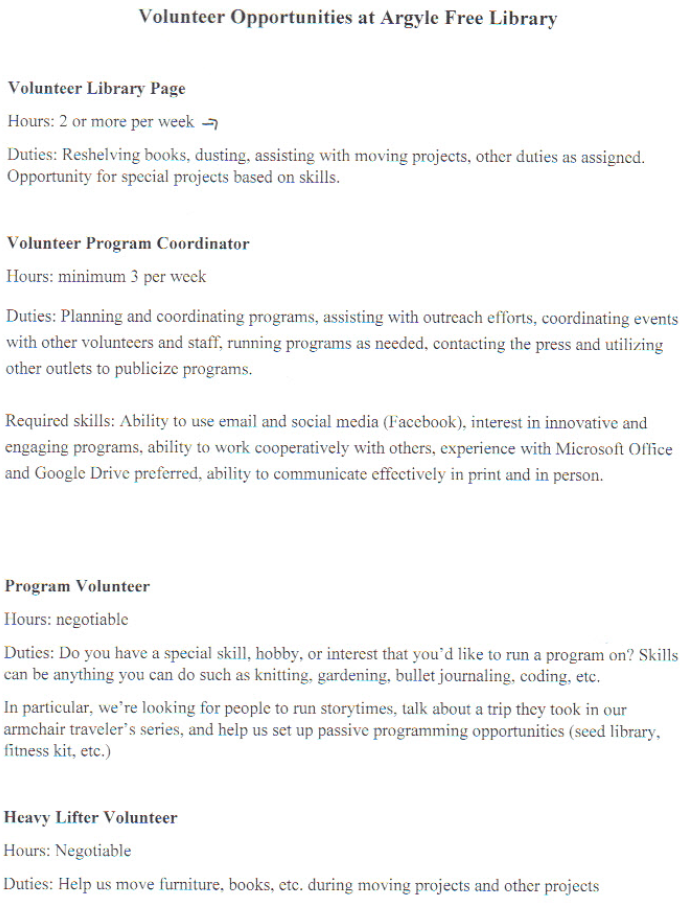 Volunteer Opportunities at Argyle Free Library
Volunteer Library Page
Hours: 2 or more per week
Duties: Reshelving books, dusting, assisting with moving projects, other duties as assigned.
Opportunity for special projects based on skills.
Volunteer Program Coordinator
Hours: minimum 3 per week
Duties: Planning and coordinating programs, assisting with outreach efforts, coordinating events
with other volunteers and staff, running programs as needed, contacting the press and utilizing
other outlets to publicize programs.
Required skills: Ability to use email and social media (Facebook), interest in innovative and
engaging programs, ability to work cooperatively with others, experience with Microsoft Office
and Google Drive preferred, ability to communicate effectively in print and in person.
Program Volunteer
Hours: negotiable
Duties: Do you have a special skill, hobby, or interest that you’d like to run a program on? Skills
can be anything you can do such as knitting, gardening, bullet journaling, coding, etc.
In particular, we’re looking for people to run storytimes, talk about a trip they took in our
armchair traveler’s series, and help us set up passive programming opportunities (seed library,
fitness kit, etc.)
Heavy Lifter Volunteer
Hours: Negotiable
Duties: Help us move furniture, books, etc. during moving projects and other projects